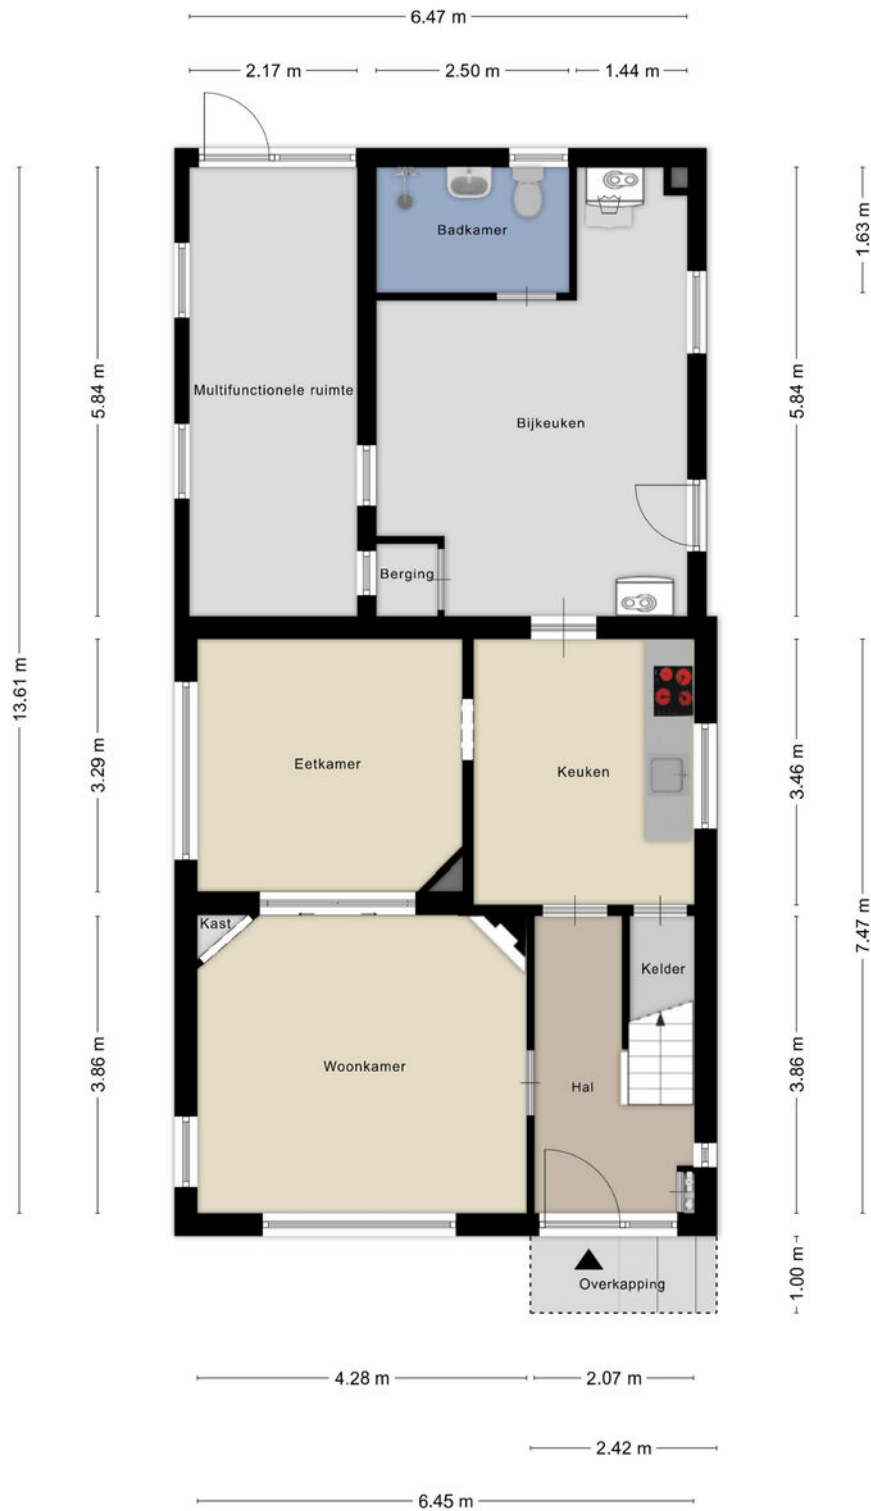 6.47 m
2.17 m
2.50 m
1.44 m
1.63 m
Badkamer
5.84 m
5.84 m
Multifunctionele ruimte
Bijkeuken
Berging
13.61 m
3.29 m
Eetkamer
Keuken
3.46 m
7.47 m
Kast
Kelder
3.86 m
Woonkamer
Hal
3.86 m
1.00 m
Overkapping
4.28 m
2.07 m
2.42 m
6.45 m